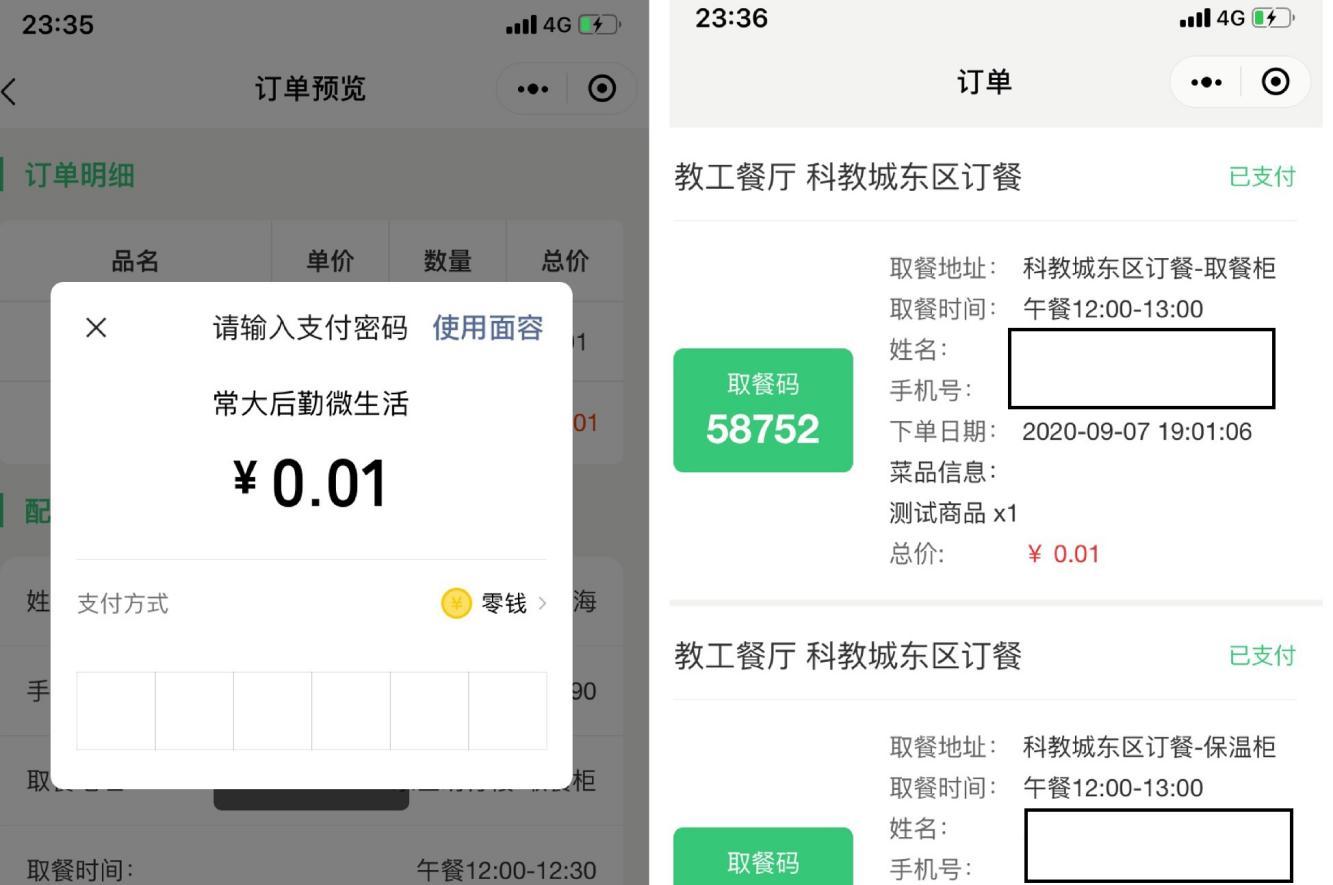 23:35
4G
订单预览
订单明细
品名 单价 数量 总价
请输入支付密码 使用面容
常大后勤微生活
¥0.01
支付方式 零钱
01
配
姓 海
手 90
取 柜
取餐时间: 午餐12:00-12:30
23:36
4G
订单
教工餐厅 科教城东区订餐 已支付
取餐码
58752
取餐地址: 科教城东区订餐-取餐柜
取餐时间: 午餐12:00-13:00
姓名:
手机号:
下单日期: 2020-09-07 19:01:06
菜品信息:
测试商品 x1
总价: ¥ 0.01
教工餐厅 科教城东区订餐 已支付
取餐码
取餐地址: 科教城东区订餐-保温柜
取餐时间: 午餐12:00-13:00
姓名:
手机号: